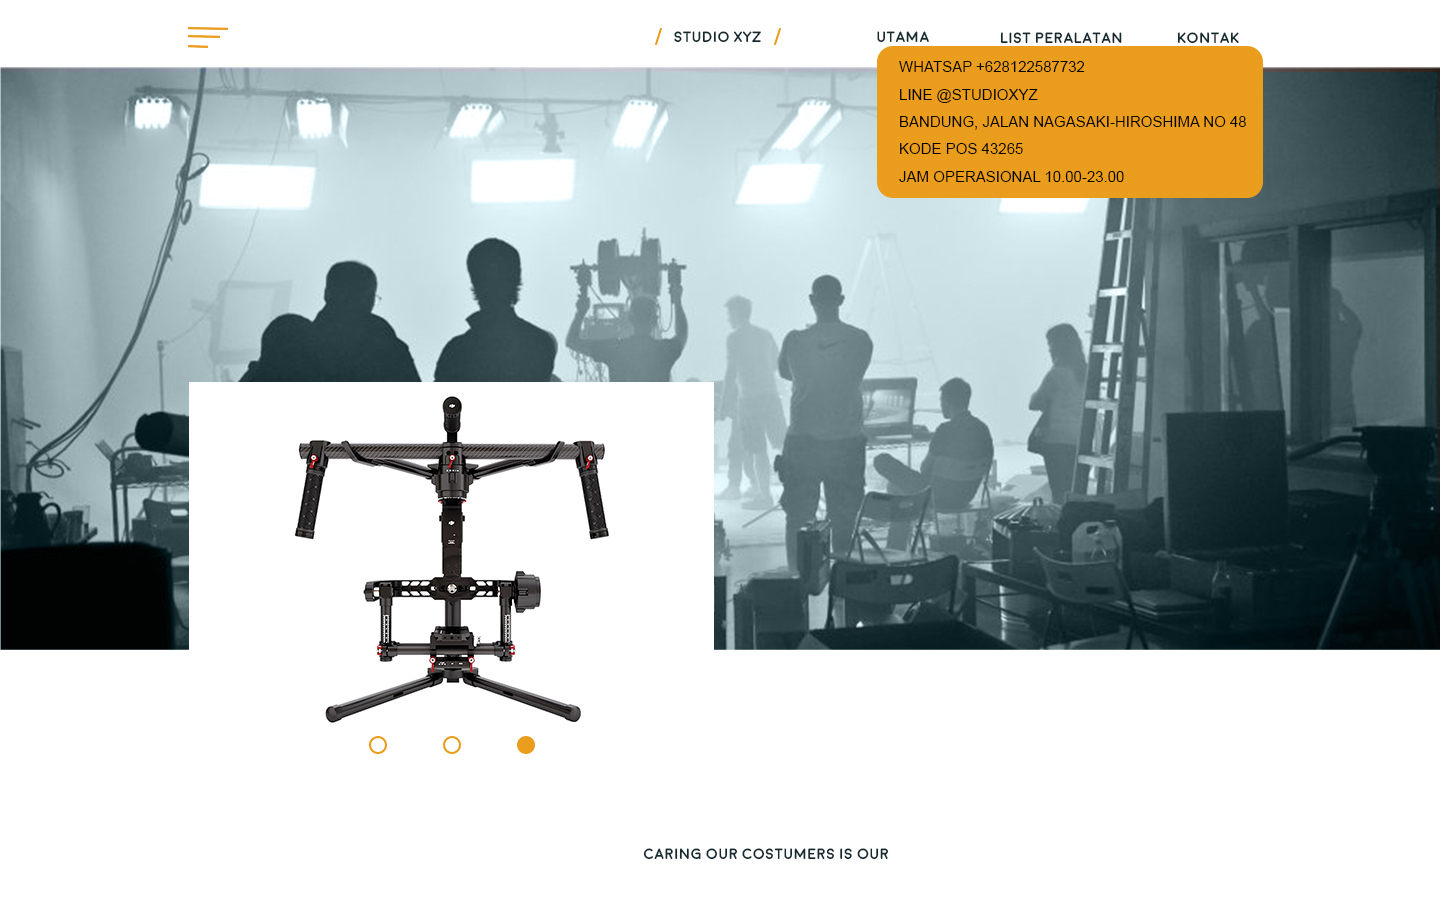 / STUDIO XYZ /
UTAMA
LIST PERALATAN
KONTAK
WHATSAP +628122587732
LINE @STUDIOXYZ
BANDUNG, JALAN NAGASAKI-HIROSHIMA NO 48
KODE POS 43265
JAM OPERASIONAL 10.00-23.00
CARING OUR COSTUMERS IS OUR